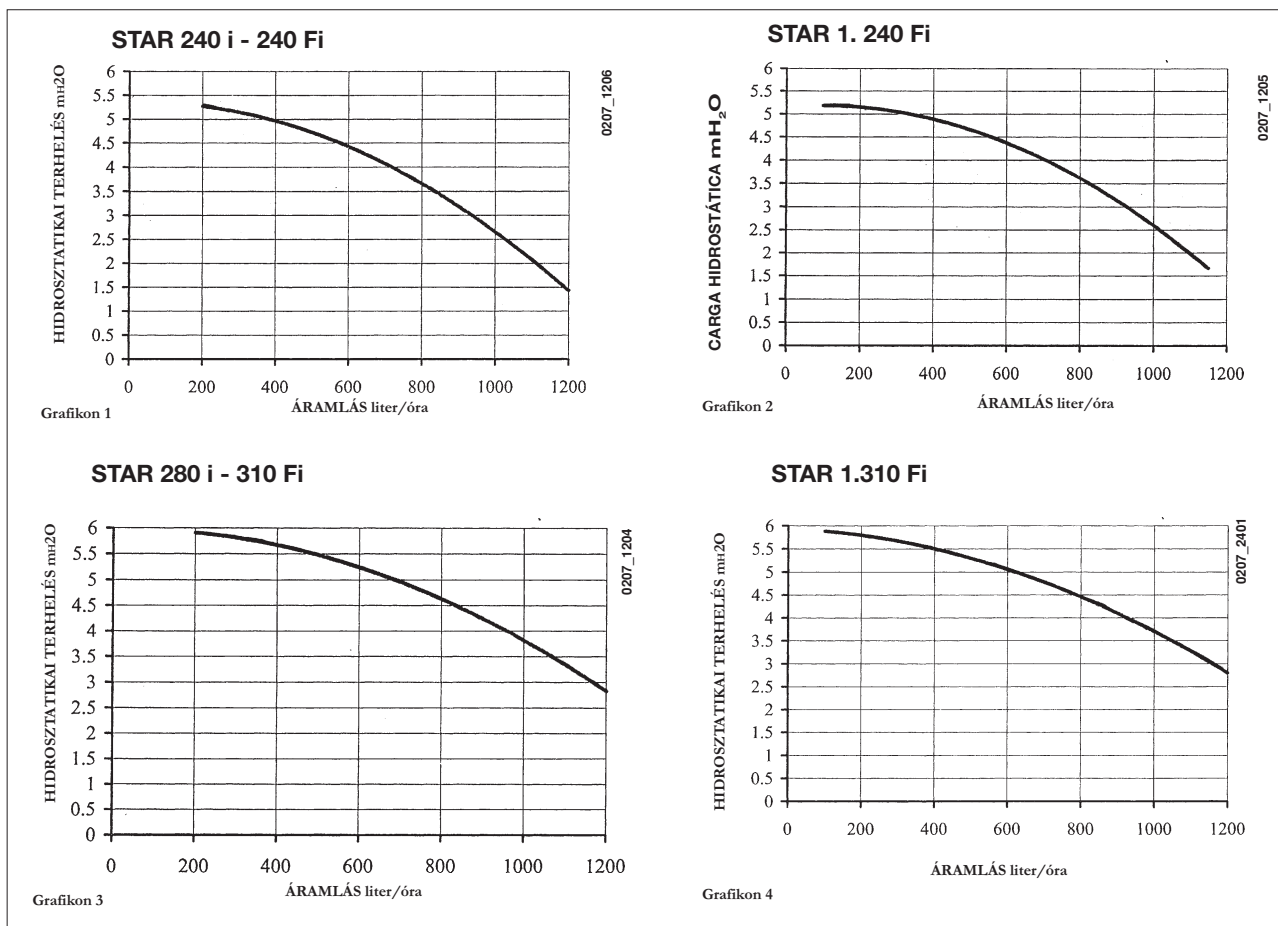 STAR 240 i - 240 Fi
HIDROSZTATIKAI TERHELÉS mH2O
6
5.5
5
4.5
4
3.5
3
2.5
2
1.5
1
0.5
0
0 200 400 600 800 1000 1200
ÁRAMLÁS liter/óra
Grafikon 1
0207_1206
STAR 1. 240 Fi
CARGA HIDROSTÁTICA mH₂O
6
5.5
5
4.5
4
3.5
3
2.5
2
1.5
1
0.5
0
0 200 400 600 800 1000 1200
ÁRAMLÁS liter/óra
Grafikon 2
0207_1205
STAR 280 i - 310 Fi
HIDROSZTATIKAI TERHELÉS mH2O
6
5.5
5
4.5
4
3.5
3
2.5
2
1.5
1
0.5
0
0 200 400 600 800 1000 1200
ÁRAMLÁS liter/óra
Grafikon 3
0207_1204
STAR 1.310 Fi
HIDROSZTATIKAI TERHELÉS mH2O
6
5.5
5
4.5
4
3.5
3
2.5
2
1.5
1
0.5
0
0 200 400 600 800 1000 1200
ÁRAMLÁS liter/óra
Grafikon 4
0207_2401